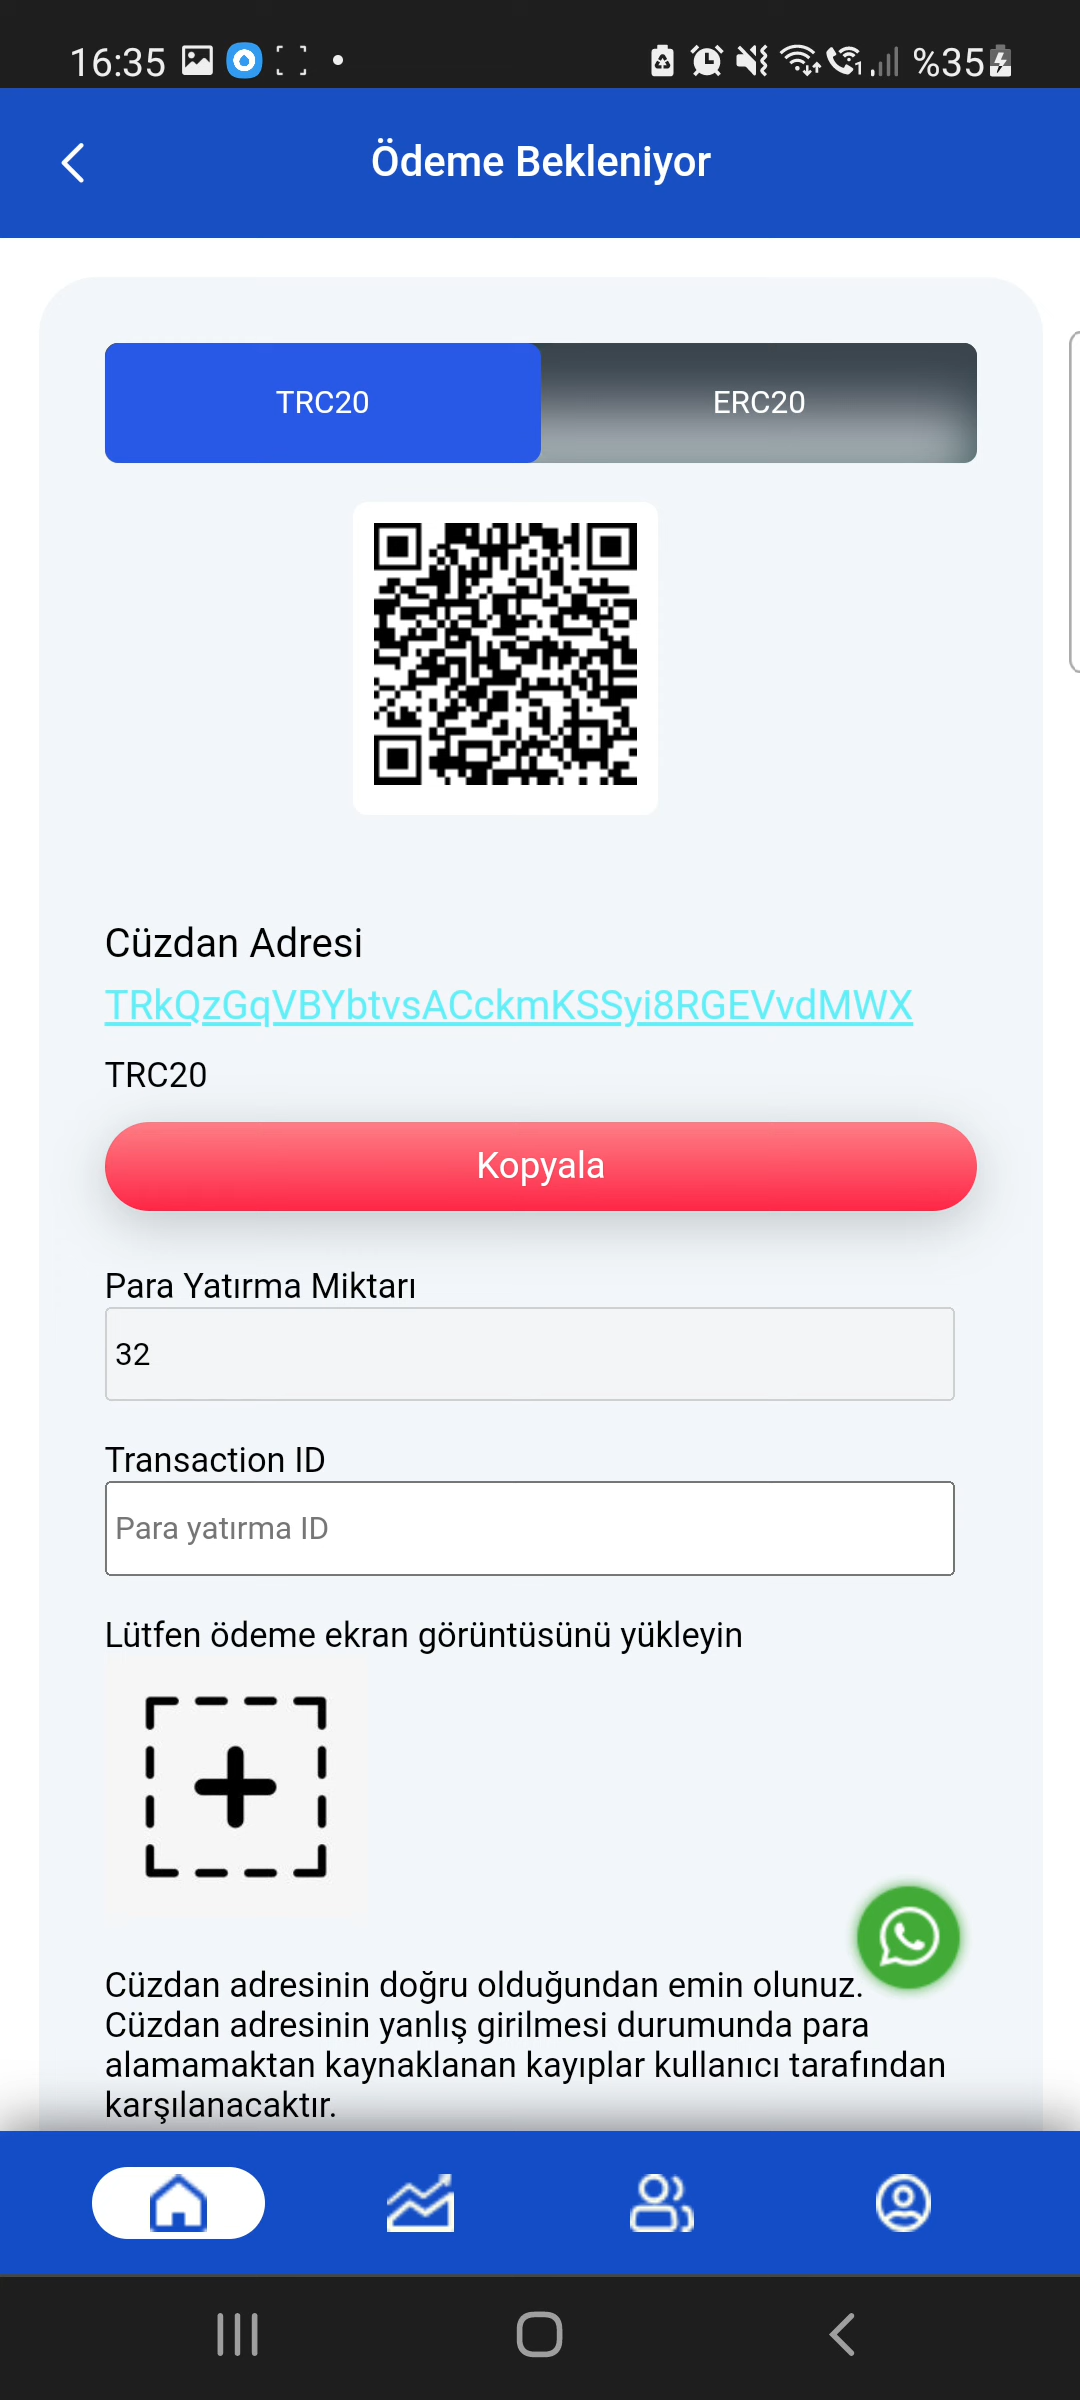 16:35
%35
Ödeme Bekleniyor
TRC20
ERC20
Cüzdan Adresi
TRkQzGqVBYbtvsACckmKSSyi8RGEVvdMWX
TRC20
Kopyala
Para Yatırma Miktarı
32
Transaction ID
Para yatırma ID
Lütfen ödeme ekran görüntüsünü yükleyin
Cüzdan adresinin doğru olduğundan emin olunuz.
Cüzdan adresinin yanlış girilmesi durumunda para
alamamaktan kaynaklanan kayıplar kullanıcı tarafından
karşılanacaktır.